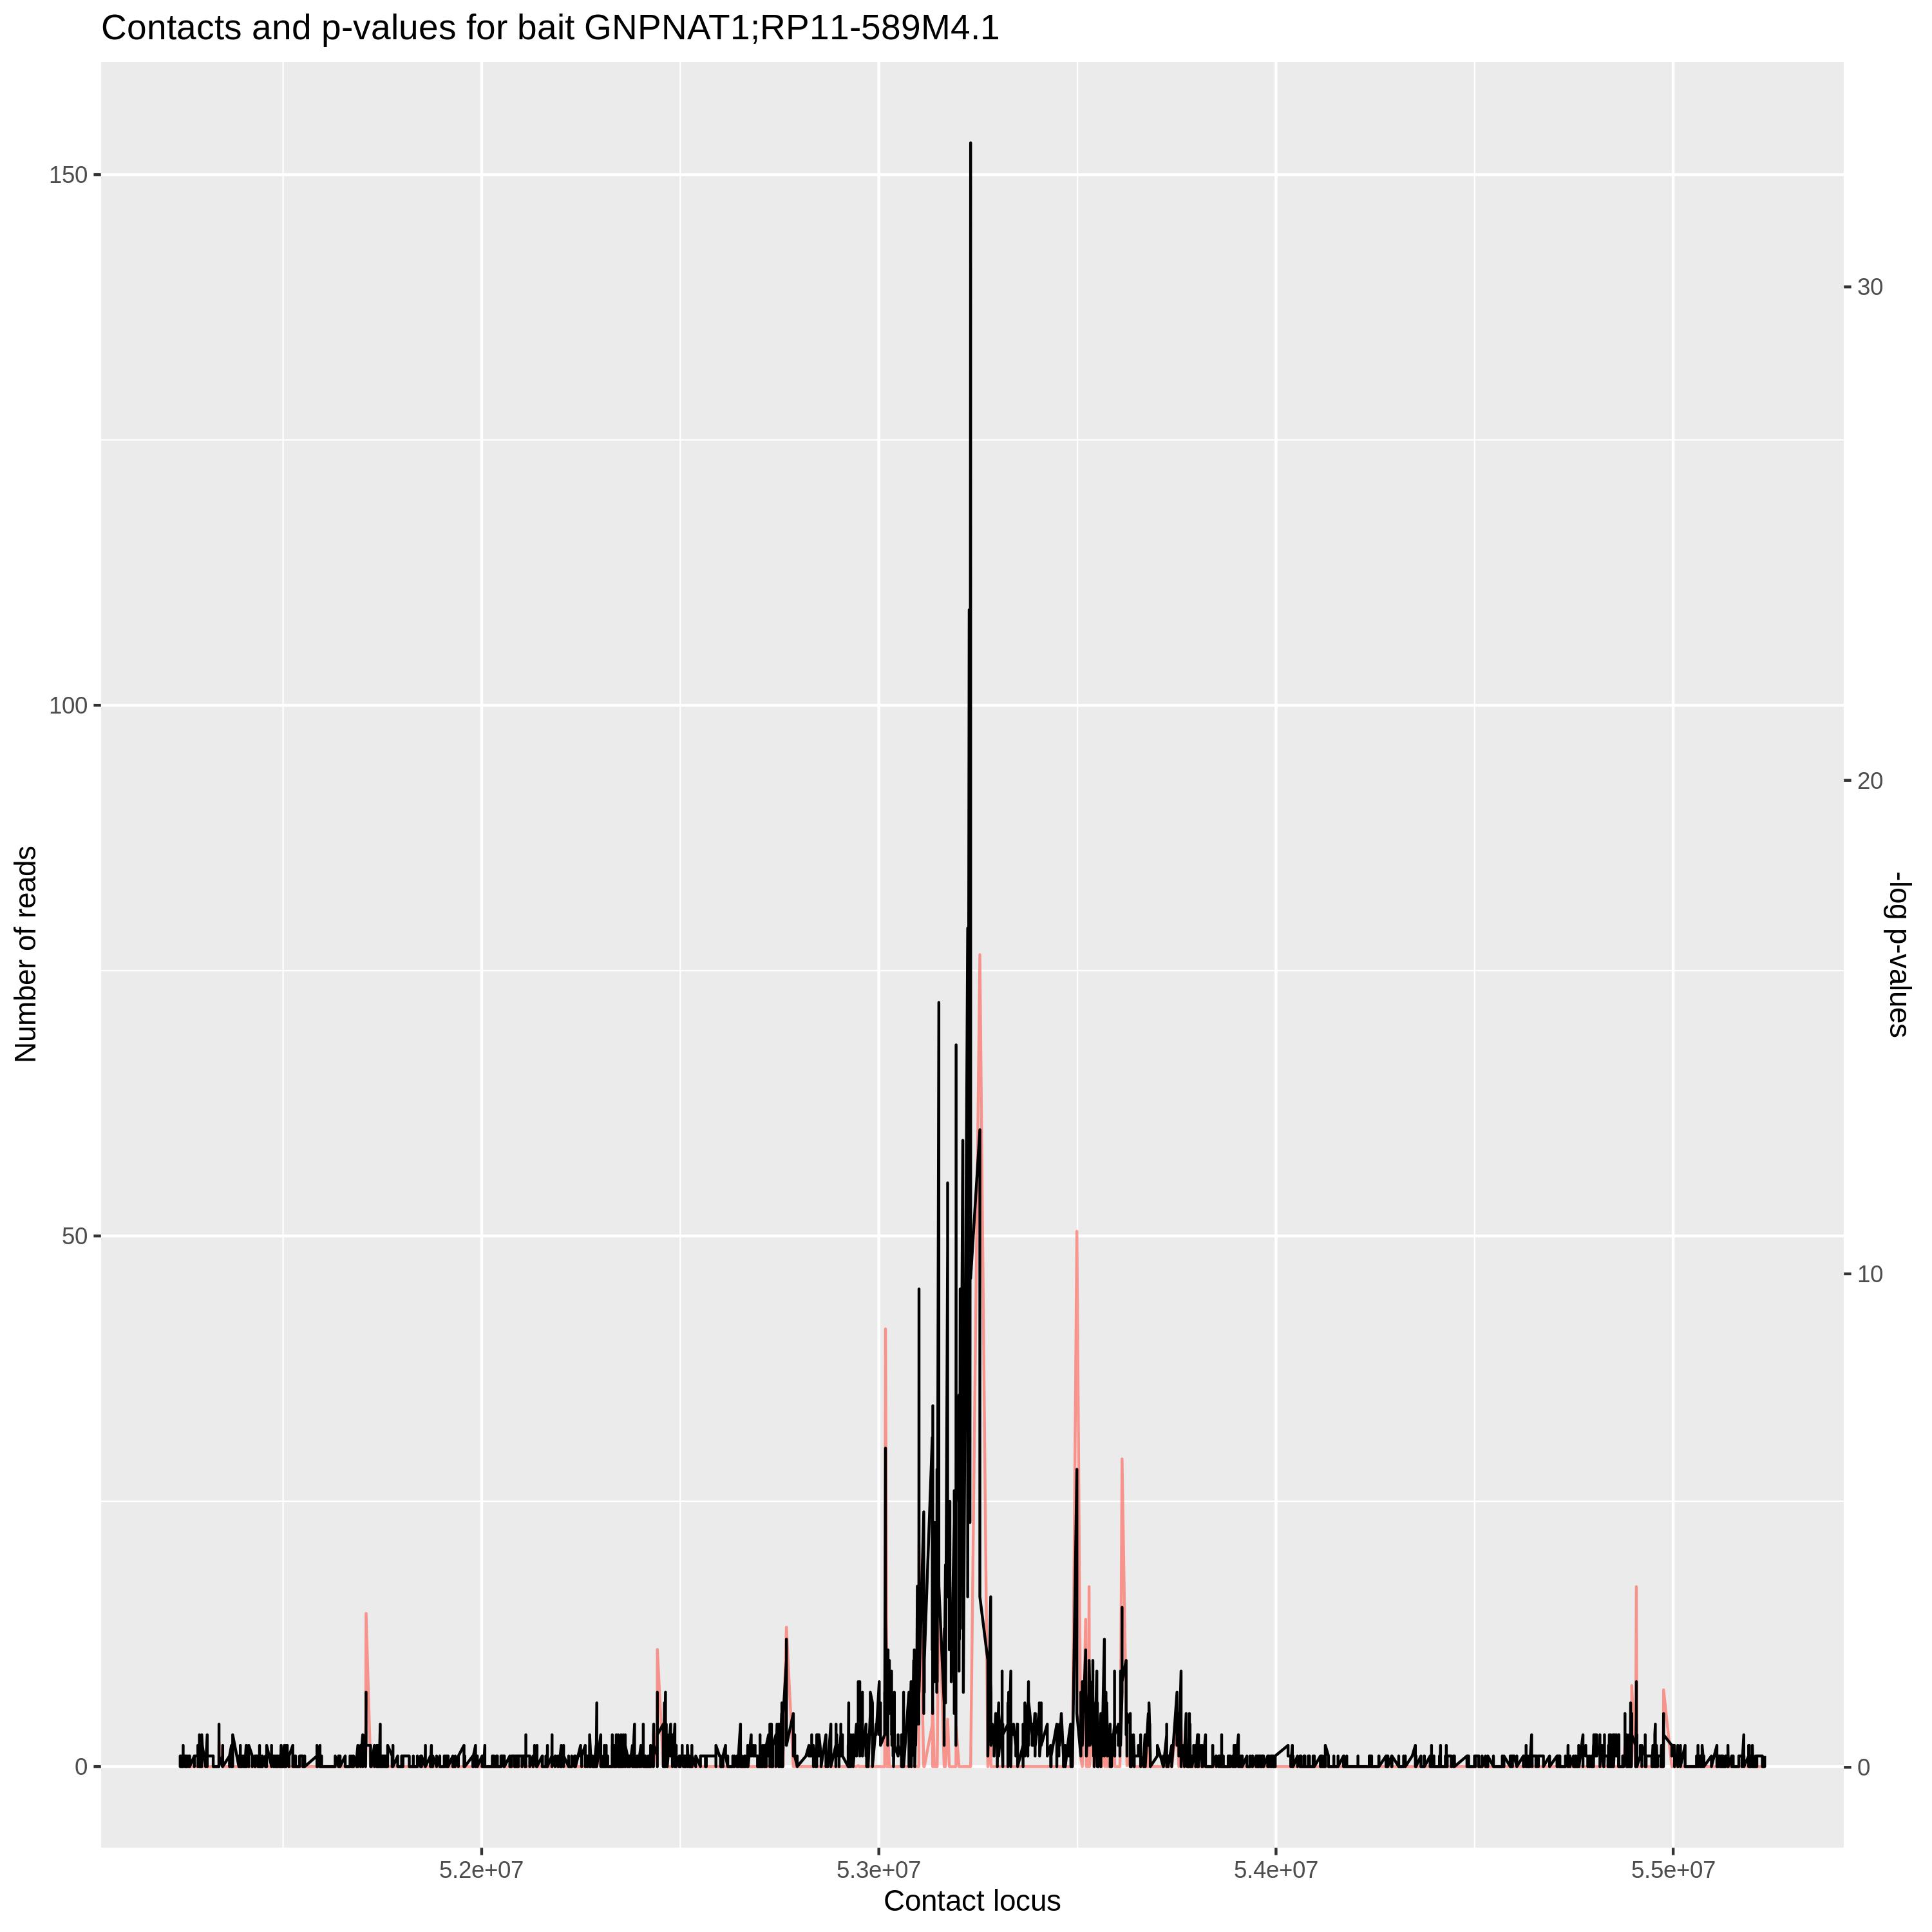 Contacts and p-values for bait GNPNAT1;RP11-589M4.1
150
100
50
0
Number of reads
30
20
10
0
-log p-values
5.2e+07
5.3e+07
5.4e+07
5.5e+07
Contact locus